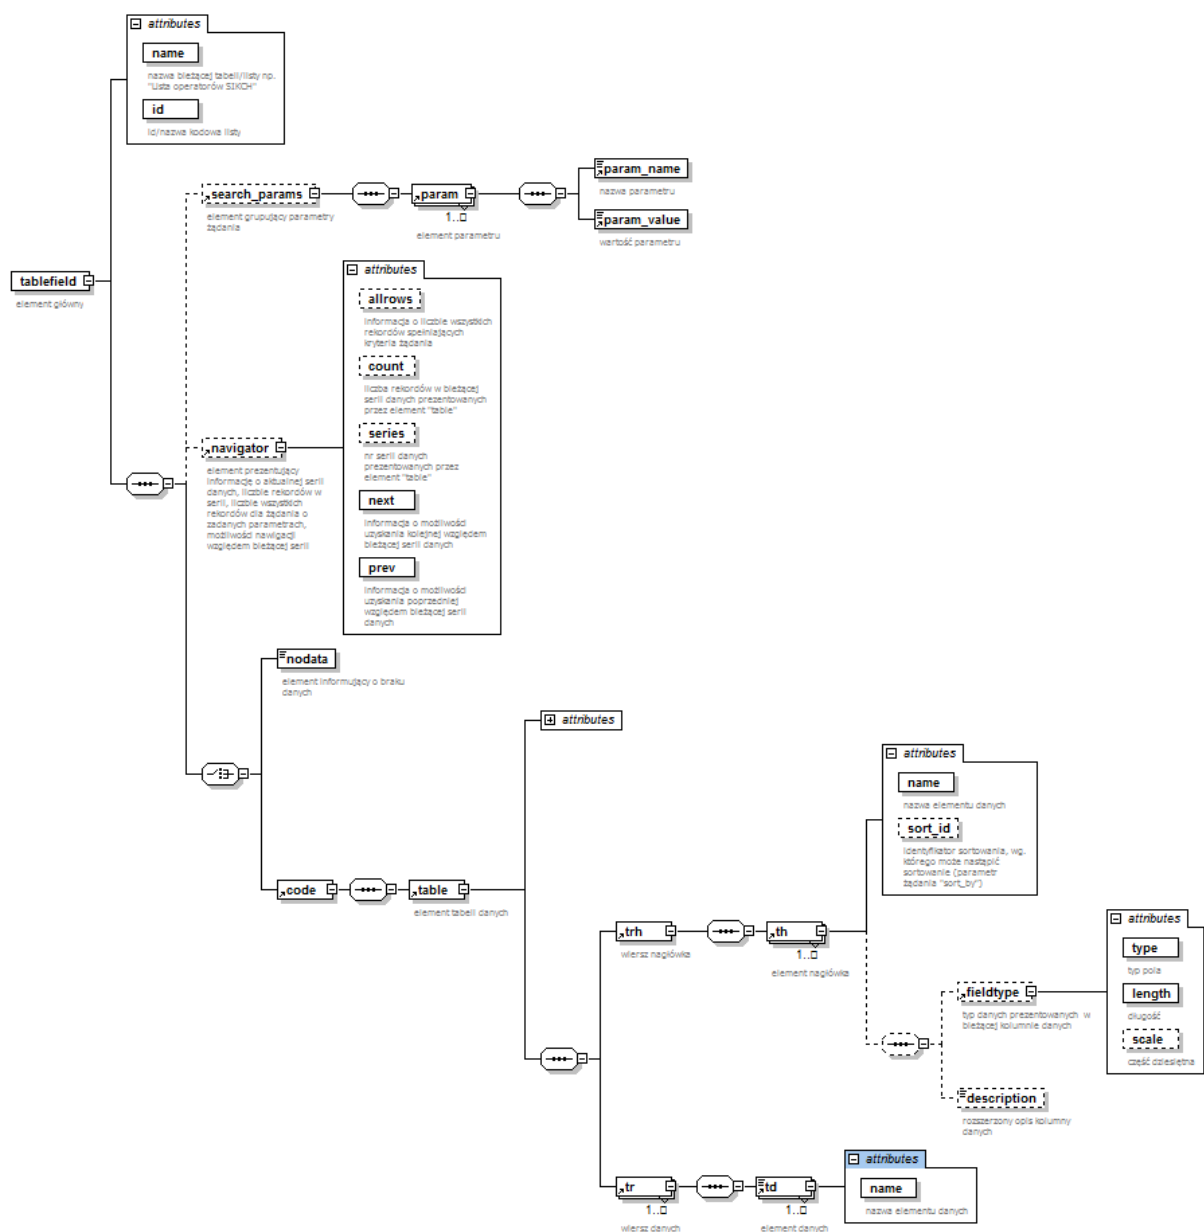 attributes
name
nazwa bieżącej tabeli/listy np.
"Lista operatorów SIKCH"
id
id/nazwa kodowa listy
search_params
element grupujący parametry
żądania
param
1..
element parametru
param_name
nazwa parametru
param_value
wartość parametru
tablefield
element główny
attributes
allrows
informacja o liczbie wszystkich
rekordów spełniających
kryteria żądania
count
liczba rekordów w bieżącej
serii danych prezentowanych
przez element "table"
series
nr serii danych
prezentowanych przez
element "table"
next
informacja o możliwości
uzyskania kolejnej względem
bieżącej serii danych
prev
informacja o możliwości
uzyskania poprzedniej
względem bieżącej serii
danych
navigator
element prezentujący
informację o aktualnej serii
danych, liczbie rekordów w
serii, liczbie wszystkich
rekordów dla żądania o
zadanych parametrach,
możliwości nawigacji
względem bieżącej serii
nodata
element informujący o braku
danych
attributes
code
table
element tabeli danych
attributes
name
nazwa elementu danych
sort_id
identyfikator sortowania, wg.
którego może nastąpić
sortowanie (parametr
żądania "sort_by")
trh
wiersz nagłówka
th
1..
element nagłówka
attributes
type
typ pola
length
długość
scale
część dziesiętna
fieldtype
typ danych prezentowanych w
bieżącej kolumnie danych
description
rozszerzony opis kolumny
danych
tr
1..
wiersz danych
td
1..
element danych
attributes
name
nazwa elementu danych